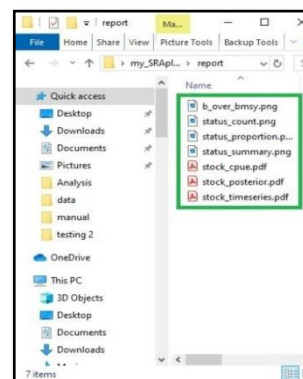 report
Ma...
File Home Share View Picture Tools Backup Tools
my_SRApl... > report
Name
Quick access
Desktop
Downloads
Documents
Pictures
Analysis
data
manual
testing 2
OneDrive
This PC
3D Objects
Desktop
Documents
Downloads
b_over_bmsy.png
status_count.png
status_proportion.p...
status_summary.png
stock_cpue.pdf
stock_posterior.pdf
stock_timeseries.pdf
7 items